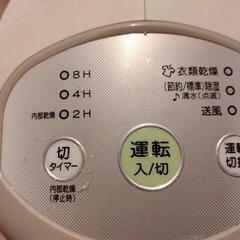 8H
4H
内部乾燥 2H
衣類乾燥
(節約/標準)除湿
♪満水(点滅)
送風
切
タイマー
内部乾燥
(停止時)
運転
入/切
運転
切換